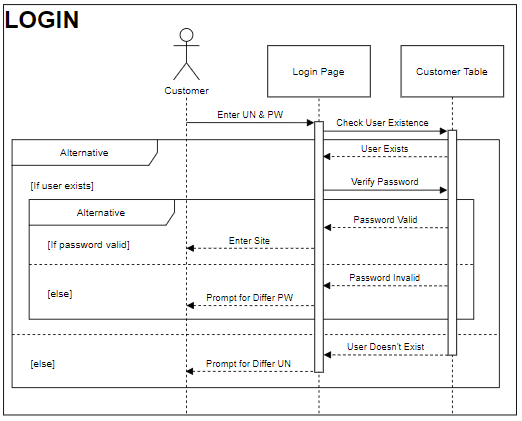 LOGIN
Customer
Login Page
Customer Table
Enter UN & PW
Check User Existence
Alternative
User Exists
[If user exists]
Verify Password
Alternative
Password Valid
[If password valid]
Enter Site
Password Invalid
[else]
Prompt for Differ PW
User Doesn't Exist
[else]
Prompt for Differ UN